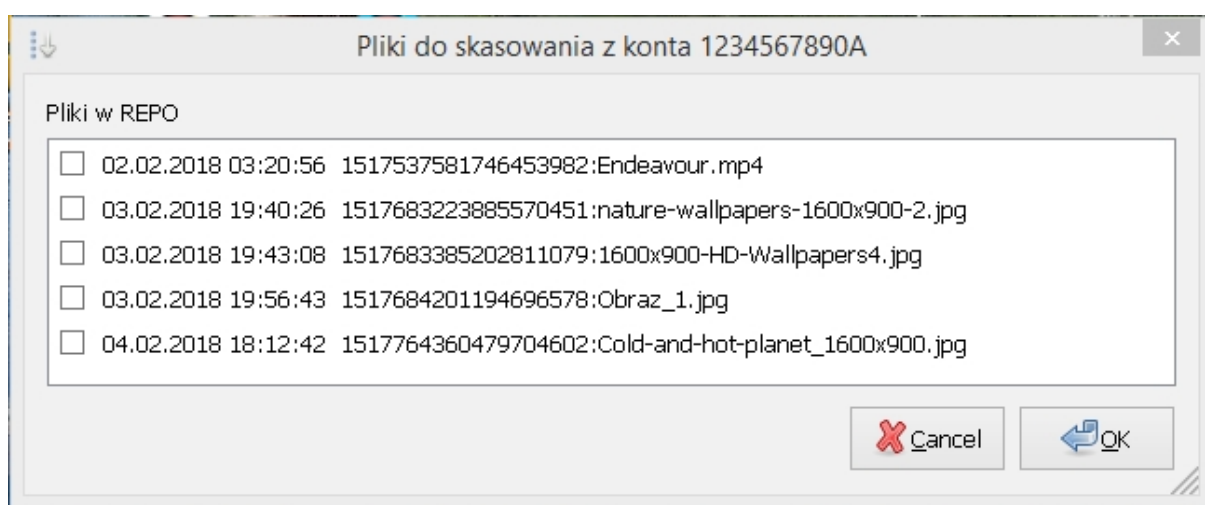 Pliki do skasowania z konta 1234567890A
Pliki w REPO
02.02.2018 03:20:56 1517537581746453982:Endeavour.mp4
03.02.2018 19:40:26 1517683223885570451:nature-wallpapers-1600x900-2.jpg
03.02.2018 19:43:08 1517683385202811079:1600x900-HD-Wallpapers4.jpg
03.02.2018 19:56:43 1517684201194696578:Obraz_1.jpg
04.02.2018 18:12:42 1517764360479704602:Cold-and-hot-planet_1600x900.jpg
Cancel OK